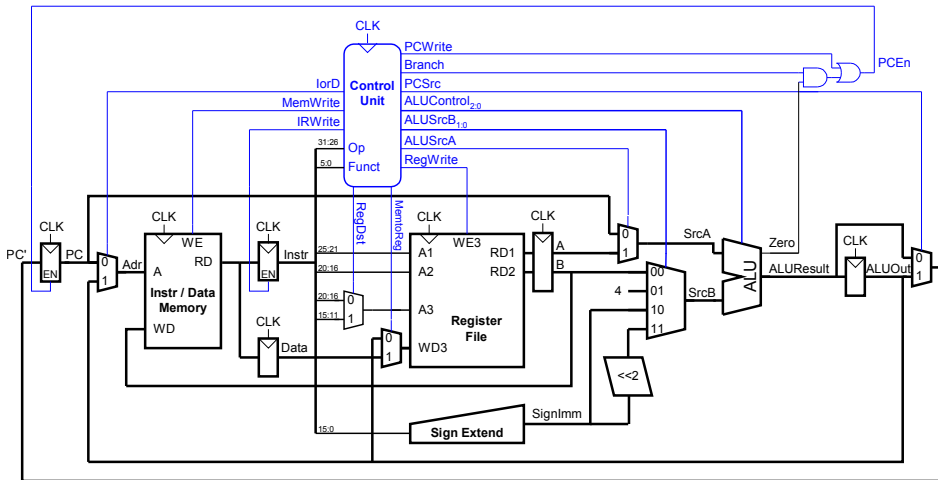 CLK
PCWrite
Branch
PCEn
IorD
Control
Unit
PCSrc
MemWrite
ALUControl2:0
IRWrite
ALUSrcB1:0
31:26
Op
ALUSrcA
5:0
Funct
RegWrite
RegDst
MemtoReg
CLK
CLK
CLK
CLK
CLK
CLK
PC'
EN
PC
0
1
Adr
WE
A
RD
Instr / Data
Memory
WD
EN
Instr
CLK
Data
25:21
20:16
20:16
15:11
0
1
0
1
A1
A2
A3
WD3
WE3
RD1
RD2
Register
File
A
B
0
1
SrcA
4
00
01
10
11
SrcB
<<2
ALU
Zero
ALUResult
ALUOut
0
1
15:0
Sign Extend
SignImm